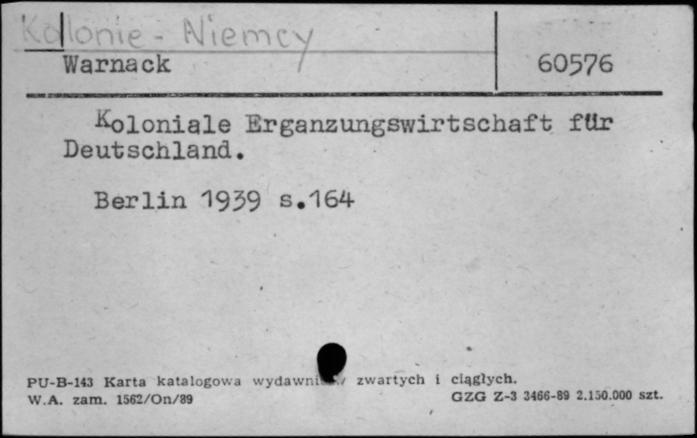 Kolonie - Niemcy
Warnack 60576
Koloniale Erganzungswirtschaft für
Deutschland.
Berlin 1939 s.164
PU-B-143 Karta katalogowa zwartych i ciągłych.
W.A. zam. 1562/On/89 GZG Z-3 3466-89 2.150.000 szt.